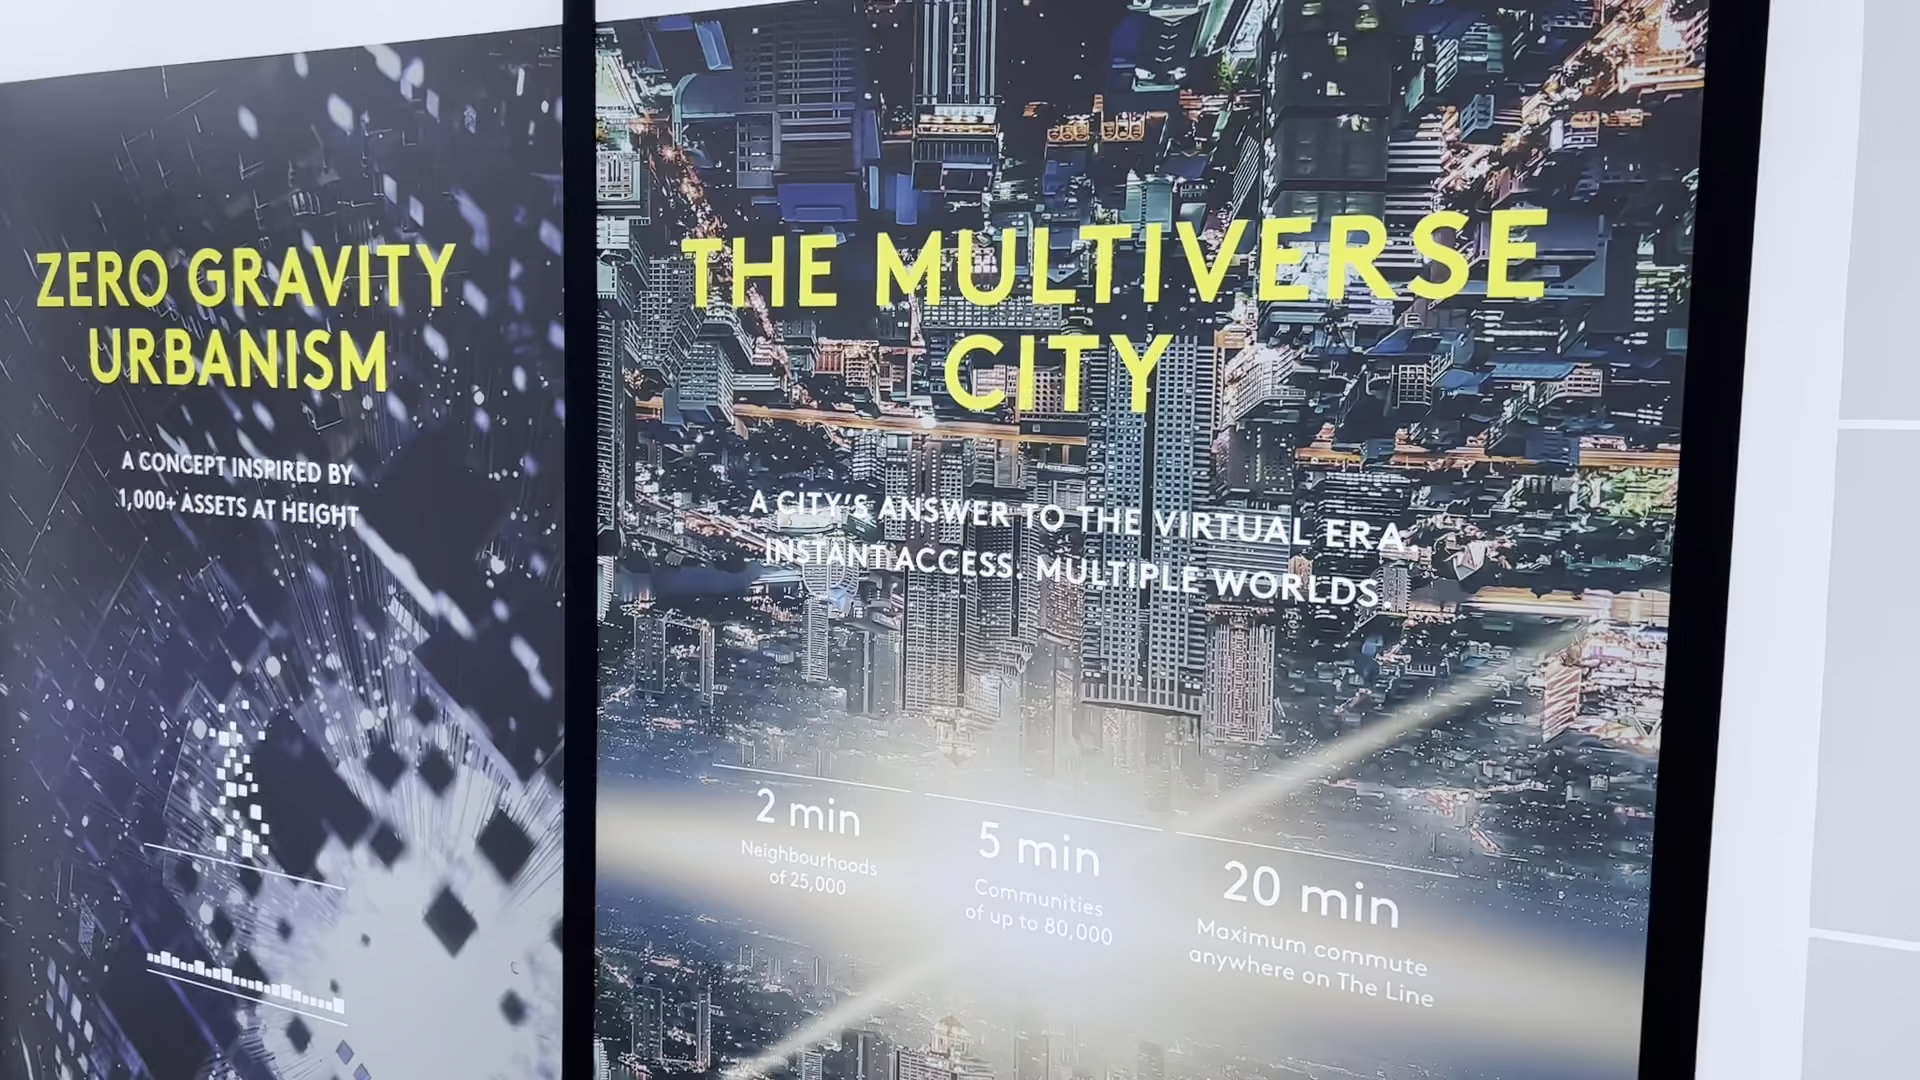 ZERO GRAVITY
URBANISM
A CONCEPT INSPIRED BY
1,000+ ASSETS AT HEIGHT
THE MULTIVERSE
CITY
A CITY'S ANSWER TO THE VIRTUAL ERA.
INSTANT ACCESS. MULTIPLE WORLDS.
2 min
Neighbourhoods
of 25,000
5 min
Communities
of up to 80,000
20 min
Maximum commute
anywhere on The Line